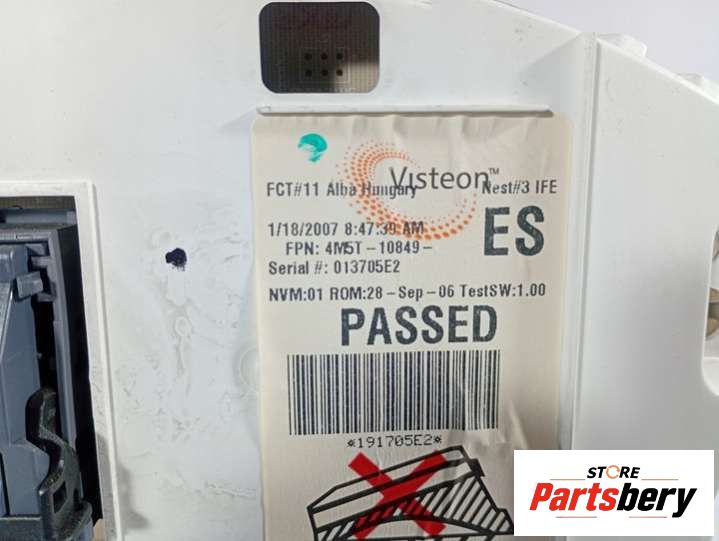 Visteon™
FCT#11 Alba Hungary Nest#3 IFE
1/18/2007 8:47:39 AM
ES
FPN: 4M5T-10849-
Serial #: 013705E2
NVM:01 ROM:28-Sep-06 TestSW:1.00
PASSED
*191705E2*
STORE
Partsbery